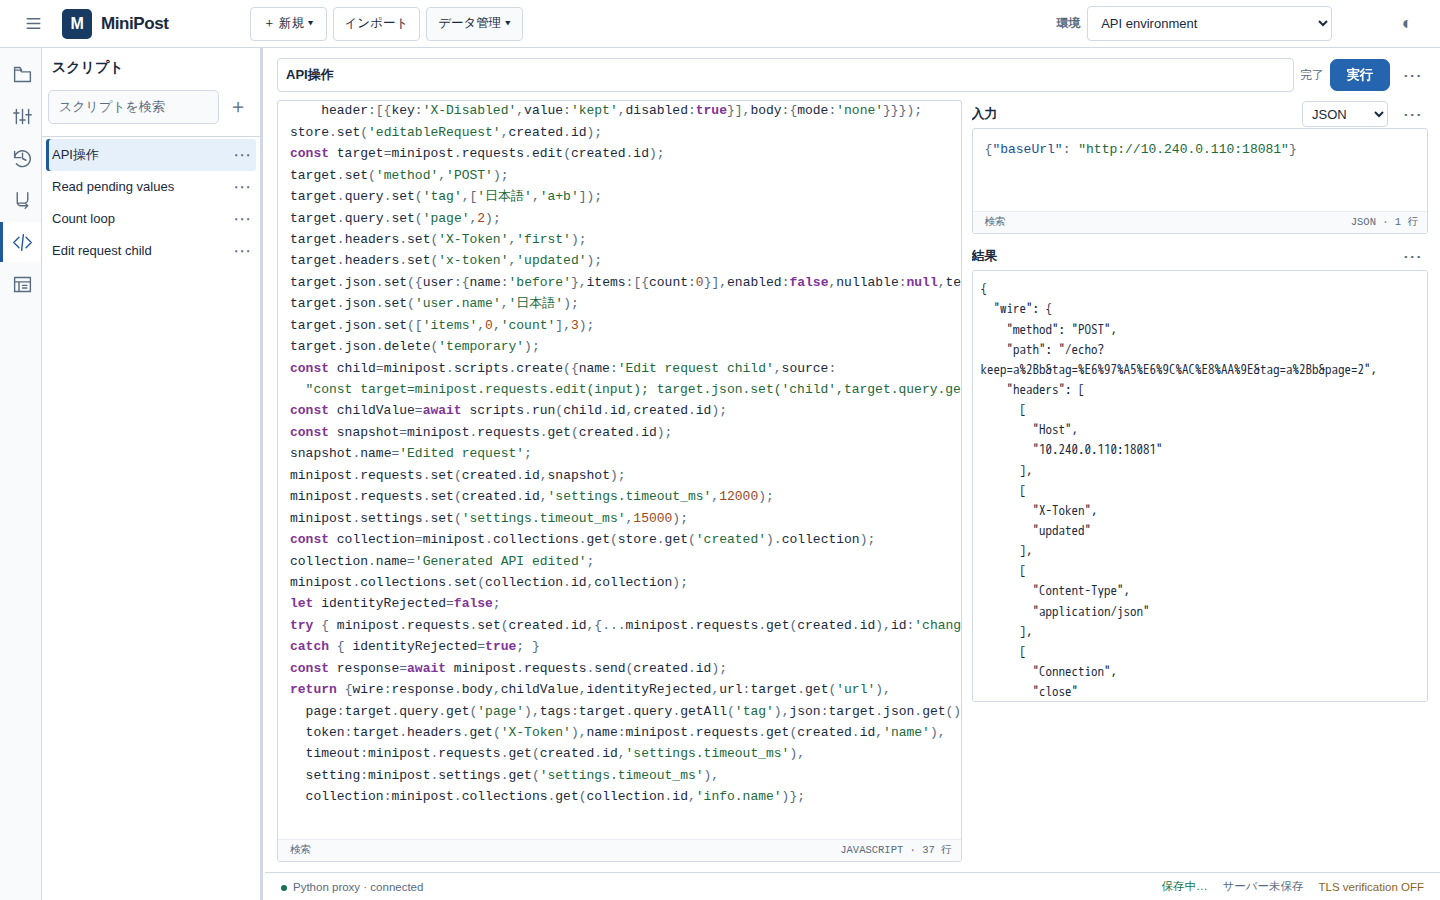 M MiniPost
＋ 新規 ▾
インポート
データ管理 ▾
環境
API environment
スクリプト
スクリプトを検索
+
API操作 ···
Read pending values ···
Count loop ···
Edit request child ···
API操作
完了
実行
···
header:[{key:'X-Disabled',value:'kept',disabled:true}],body:{mode:'none'}}});
store.set('editableRequest',created.id);
const target=minipost.requests.edit(created.id);
target.set('method','POST');
target.query.set('tag',['日本語','a+b']);
target.query.set('page',2);
target.headers.set('X-Token','first');
target.headers.set('x-token','updated');
target.json.set({user:{name:'before'},items:[{count:0}],enabled:false,nullable:null,te
target.json.set('user.name','日本語');
target.json.set(['items',0,'count'],3);
target.json.delete('temporary');
const child=minipost.scripts.create({name:'Edit request child',source:
"const target=minipost.requests.edit(input); target.json.set('child',target.query.ge
const childValue=await scripts.run(child.id,created.id);
const snapshot=minipost.requests.get(created.id);
snapshot.name='Edited request';
minipost.requests.set(created.id,snapshot);
minipost.requests.set(created.id,'settings.timeout_ms',12000);
minipost.settings.set('settings.timeout_ms',15000);
const collection=minipost.collections.get(store.get('created').collection);
collection.name='Generated API edited';
minipost.collections.set(collection.id,collection);
let identityRejected=false;
try { minipost.requests.set(created.id,{...minipost.requests.get(created.id),id:'chang
catch { identityRejected=true; }
const response=await minipost.requests.send(created.id);
return {wire:response.body,childValue,identityRejected,url:target.get('url'),
page:target.query.get('page'),tags:target.query.getAll('tag'),json:target.json.get()
token:target.headers.get('X-Token'),name:minipost.requests.get(created.id,'name'),
timeout:minipost.requests.get(created.id,'settings.timeout_ms'),
setting:minipost.settings.get('settings.timeout_ms'),
collection:minipost.collections.get(collection.id,'info.name')};
検索
JAVASCRIPT · 37 行
入力
JSON
···
{"baseUrl": "http://10.240.0.110:18081"}
検索
JSON · 1 行
結果
···
{
"wire": {
"method": "POST",
"path": "/echo?
keep=a%2Bb&tag=%E6%97%A5%E6%9C%AC%E8%AA%9E&tag=a%2Bb&page=2",
"headers": [
[
"Host",
"10.240.0.110:18081"
],
[
"X-Token",
"updated"
],
[
"Content-Type",
"application/json"
],
[
"Connection",
"close"
Python proxy · connected
保存中…
サーバー未保存
TLS verification OFF